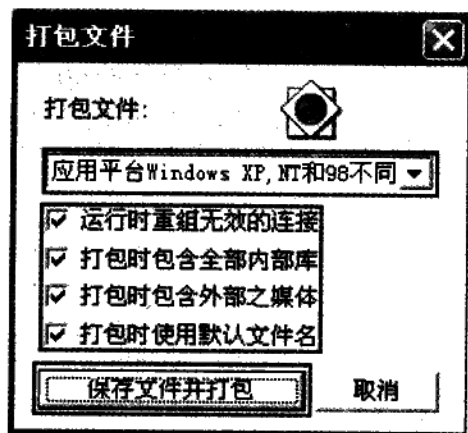 打包文件
打包文件:
应用平台Windows XP,NT和98不同
运行时重组无效的连接
打包时包含全部内部库
打包时包含外部之媒体
打包时使用默认文件名
保存文件并打包 取消